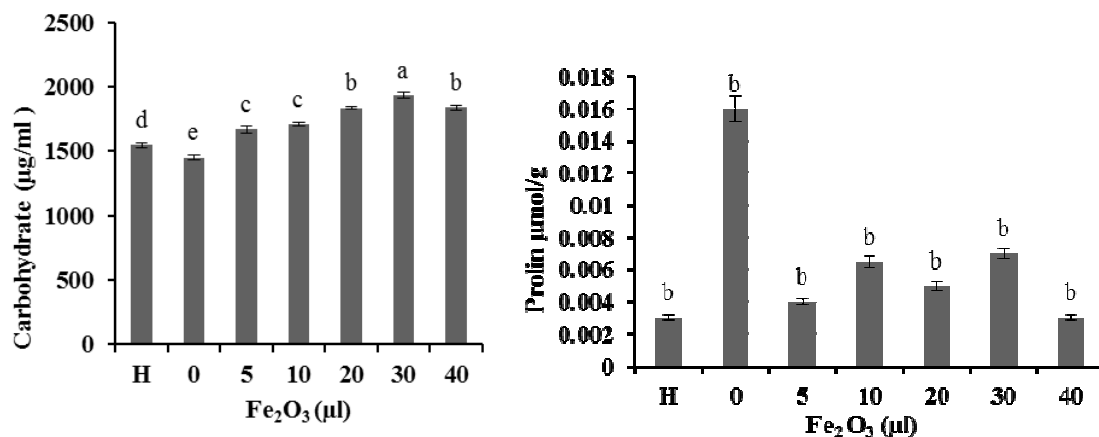 2500
2000
1500
1000
500
0
Carbohydrate (µg/ml )
d
e
c
c
b
a
b
H 0 5 10 20 30 40
Fe₂O₃ (µl)
0.018
0.016
0.014
0.012
0.01
0.008
0.006
0.004
0.002
0
Prolin µmol/g
b
b
b
b
b
b
b
H 0 5 10 20 30 40
Fe₂O₃ (µl)